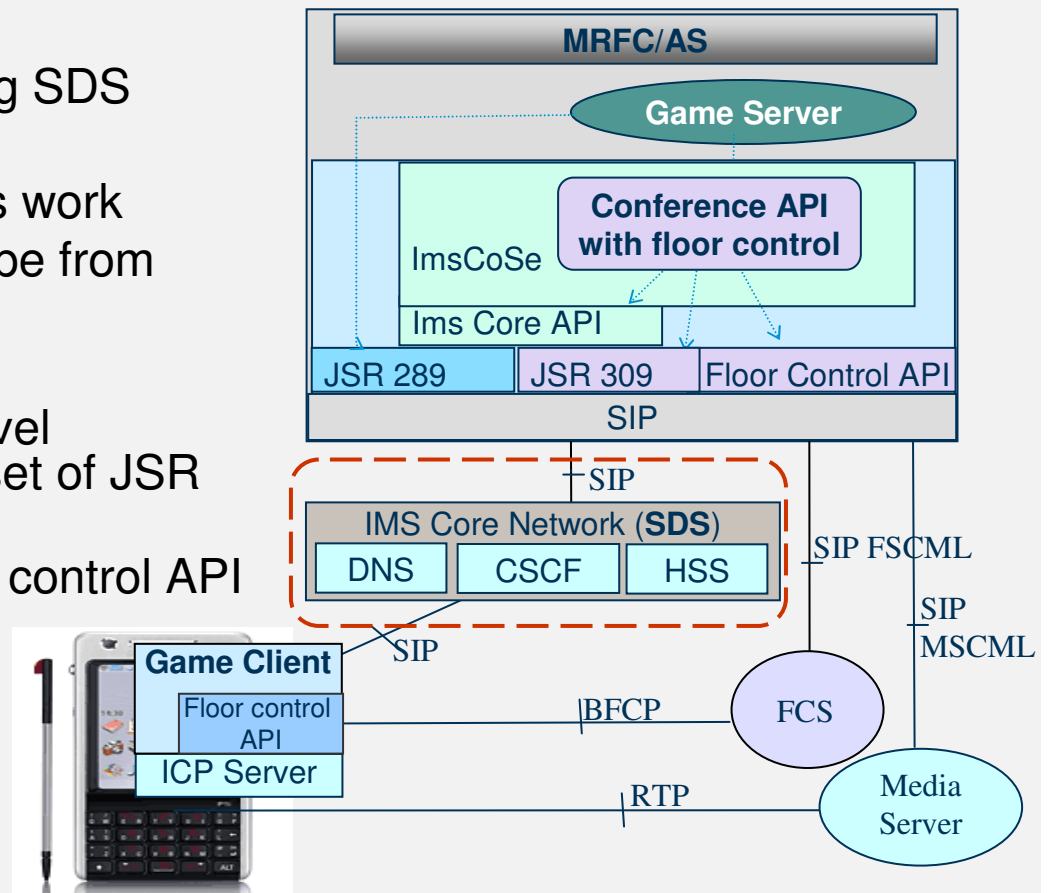 g SDS
s work
be from
vel
set of JSR
control API
MRFC/AS
Game Server
Conference API
with floor control
ImsCoSe
Ims Core API
JSR 289
JSR 309
Floor Control API
SIP
SIP
IMS Core Network (SDS)
DNS
CSCF
HSS
SIP FSCML
SIP
MSCML
SIP
Game Client
Floor control
API
ICP Server
BFCP
FCS
RTP
Media
Server
ALT